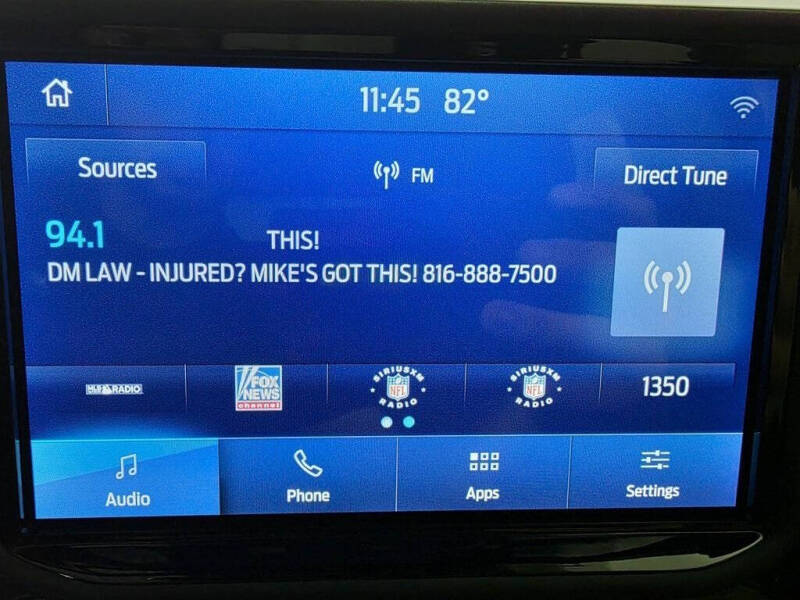 11:45 82°
Sources
FM
Direct Tune
94.1
THIS!
DM LAW - INJURED? MIKE'S GOT THIS! 816-888-7500
RADIO
FOX
NEWS
channel
SIRIUSXM
NFL
RADIO
SIRIUSXM
NFL
RADIO
1350
Audio
Phone
Apps
Settings